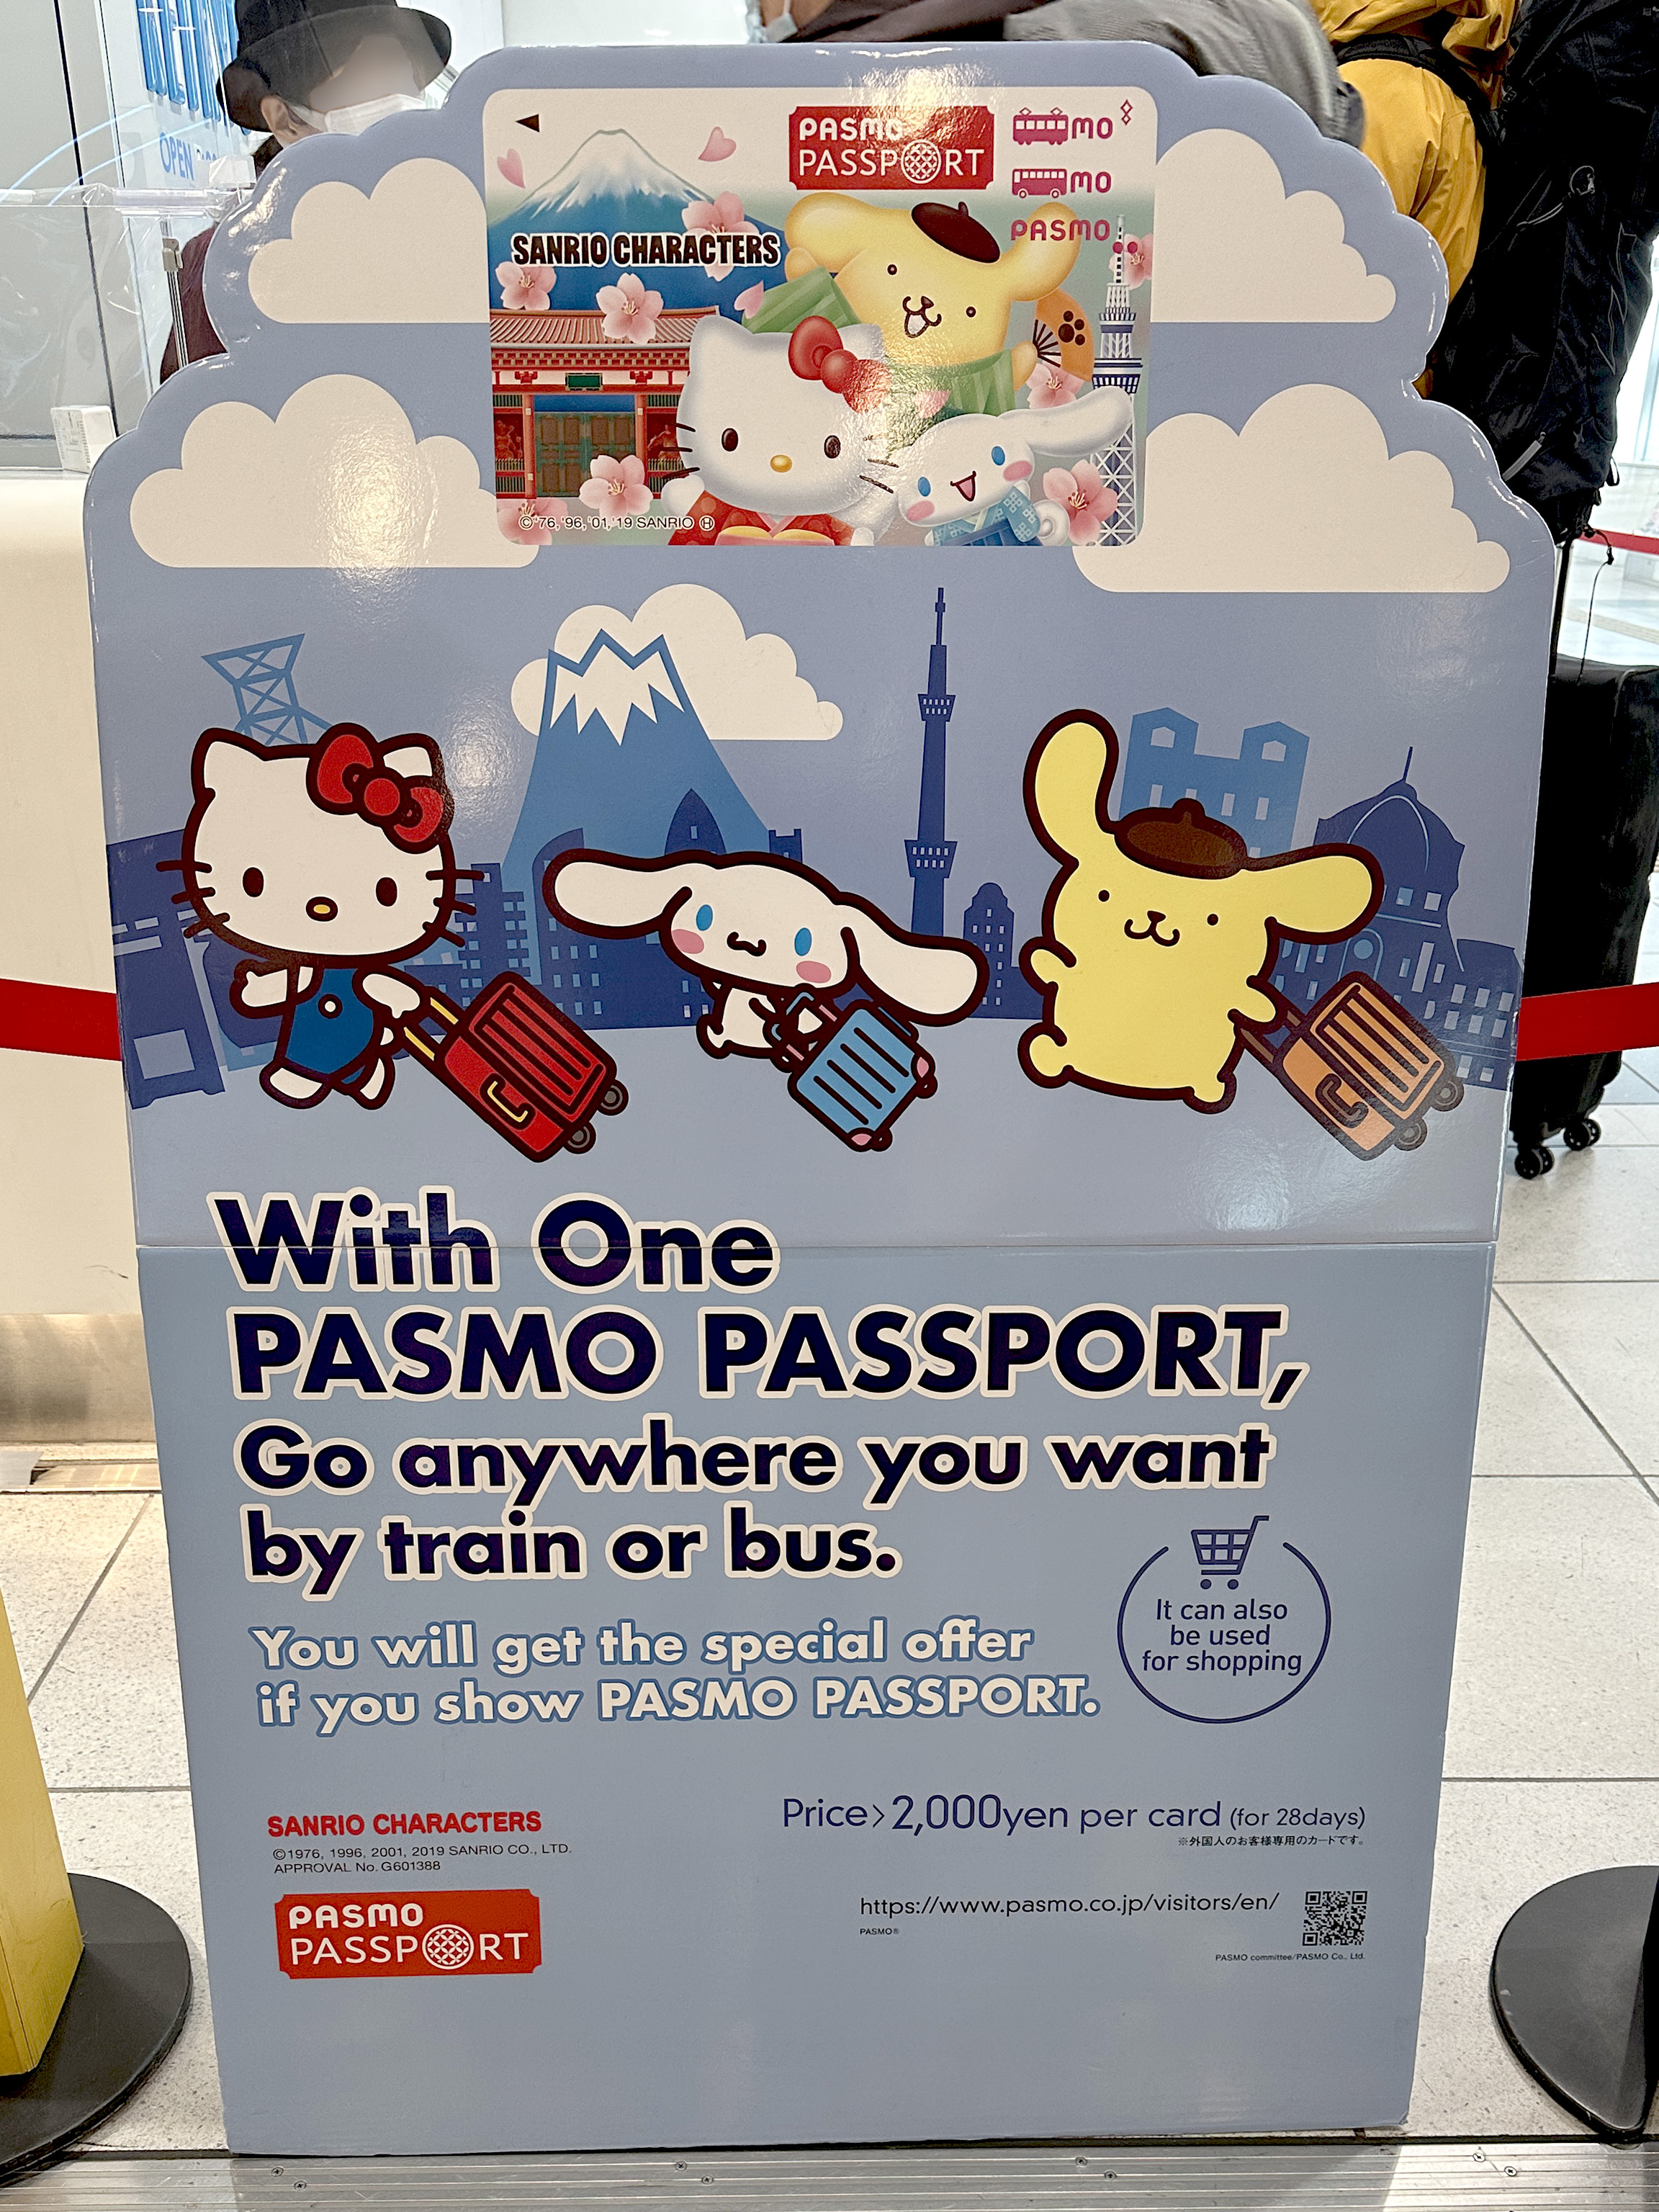 OPEN
PASMO
PASSPORT
MO
MO
PASMO
SANRIO CHARACTERS
©'76,'96,'01,'19 SANRIO Ⓗ
With One
PASMO PASSPORT,
Go anywhere you want
by train or bus.
It can also
be used
for shopping
You will get the special offer
if you show PASMO PASSPORT.
Price>2,000yen per card (for 28days)
※外国人のお客様専用のカードです。
SANRIO CHARACTERS
©1976, 1996, 2001, 2019 SANRIO CO., LTD.
APPROVAL No. G601388
PASMO
PASSPORT
https://www.pasmo.co.jp/visitors/en/
PASMO®
PASMO committee/PASMO Co., Ltd.